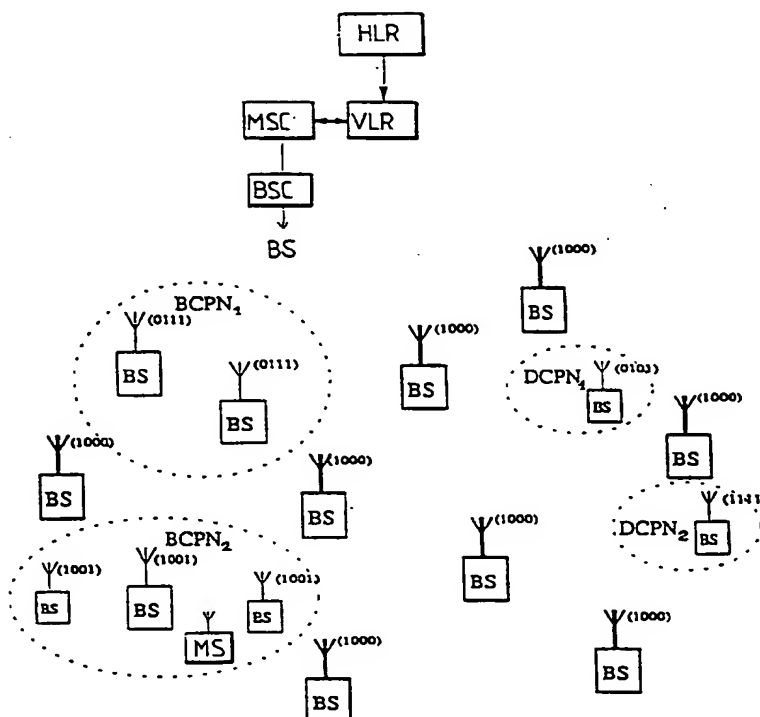 HLR
MSC VLR
BSC
BS
(1000)
BS
BCPN₁
(0111)
BS
(0111)
BS
(1000)
BS
DCPN₁
BS
(1000)
BS
(1000)
BS
(1000)
BS
DCPN₂
BS
(1000)
BS
BCPN₂
(1001)
BS
(1001)
BS
(1001)
BS
MS
(1000)
BS
(1000)
BS